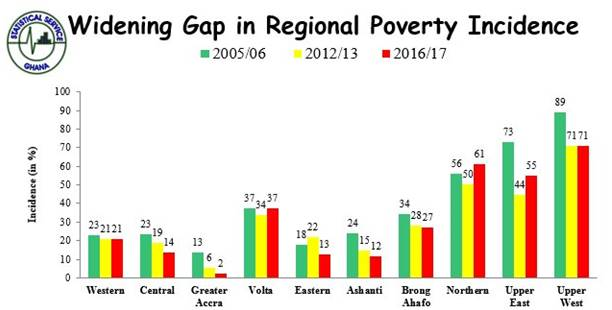 STATISTICAL SERVICE
GHANA
Widening Gap in Regional Poverty Incidence
2005/06 2012/13 2016/17
Incidence (in %)
100
90
80
70
60
50
40
30
20
10
0
23 21 21
23 19 14
13 6 2
37 34 37
18 22 13
24 15 12
34 28 27
56 50 61
73 44 55
89 71 71
Western Central Greater Accra Volta Eastern Ashanti Brong Ahafo Northern Upper East Upper West